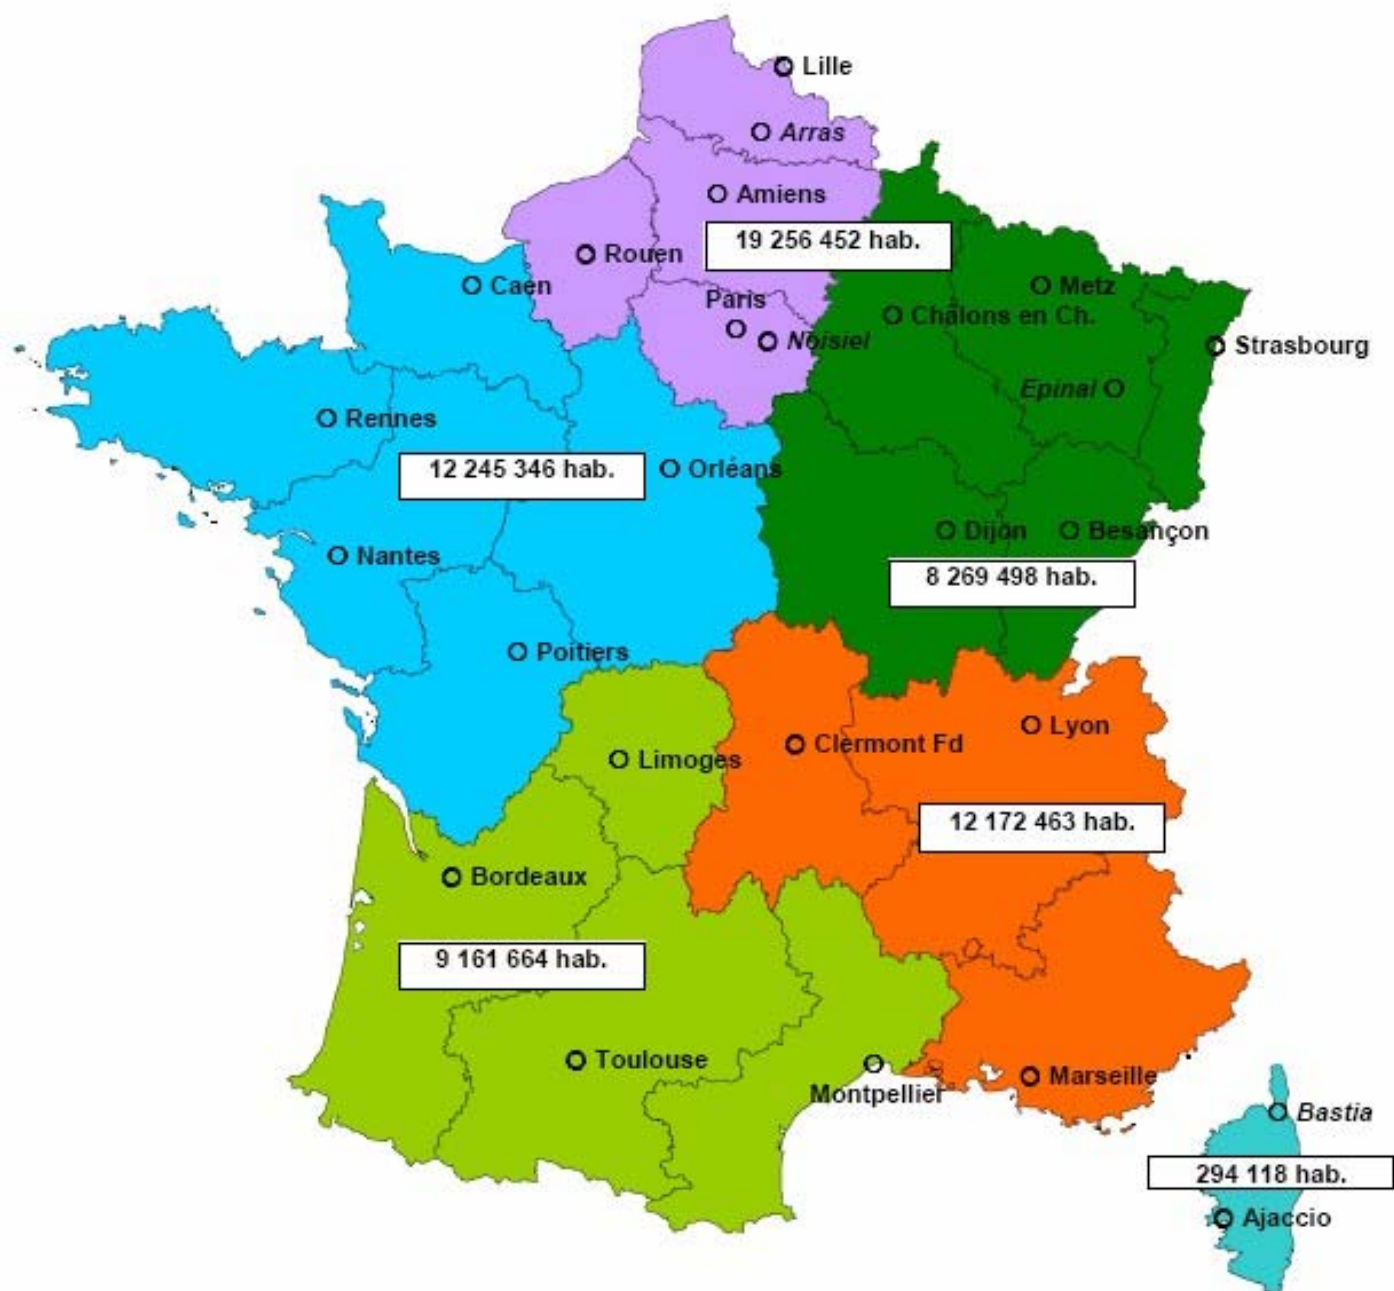 Lille
Arras
Amiens
19 256 452 hab.
Rouen
Caen
Paris
Noisiel
Metz
Châlons en Ch.
Strasbourg
Epinal
Rennes
12 245 346 hab.
Orléans
Nantes
Dijon
Besançon
8 269 498 hab.
Poitiers
Limoges
Clermont Fd
Lyon
12 172 463 hab.
Bordeaux
9 161 664 hab.
Toulouse
Montpellier
Marseille
Bastia
294 118 hab.
Ajaccio